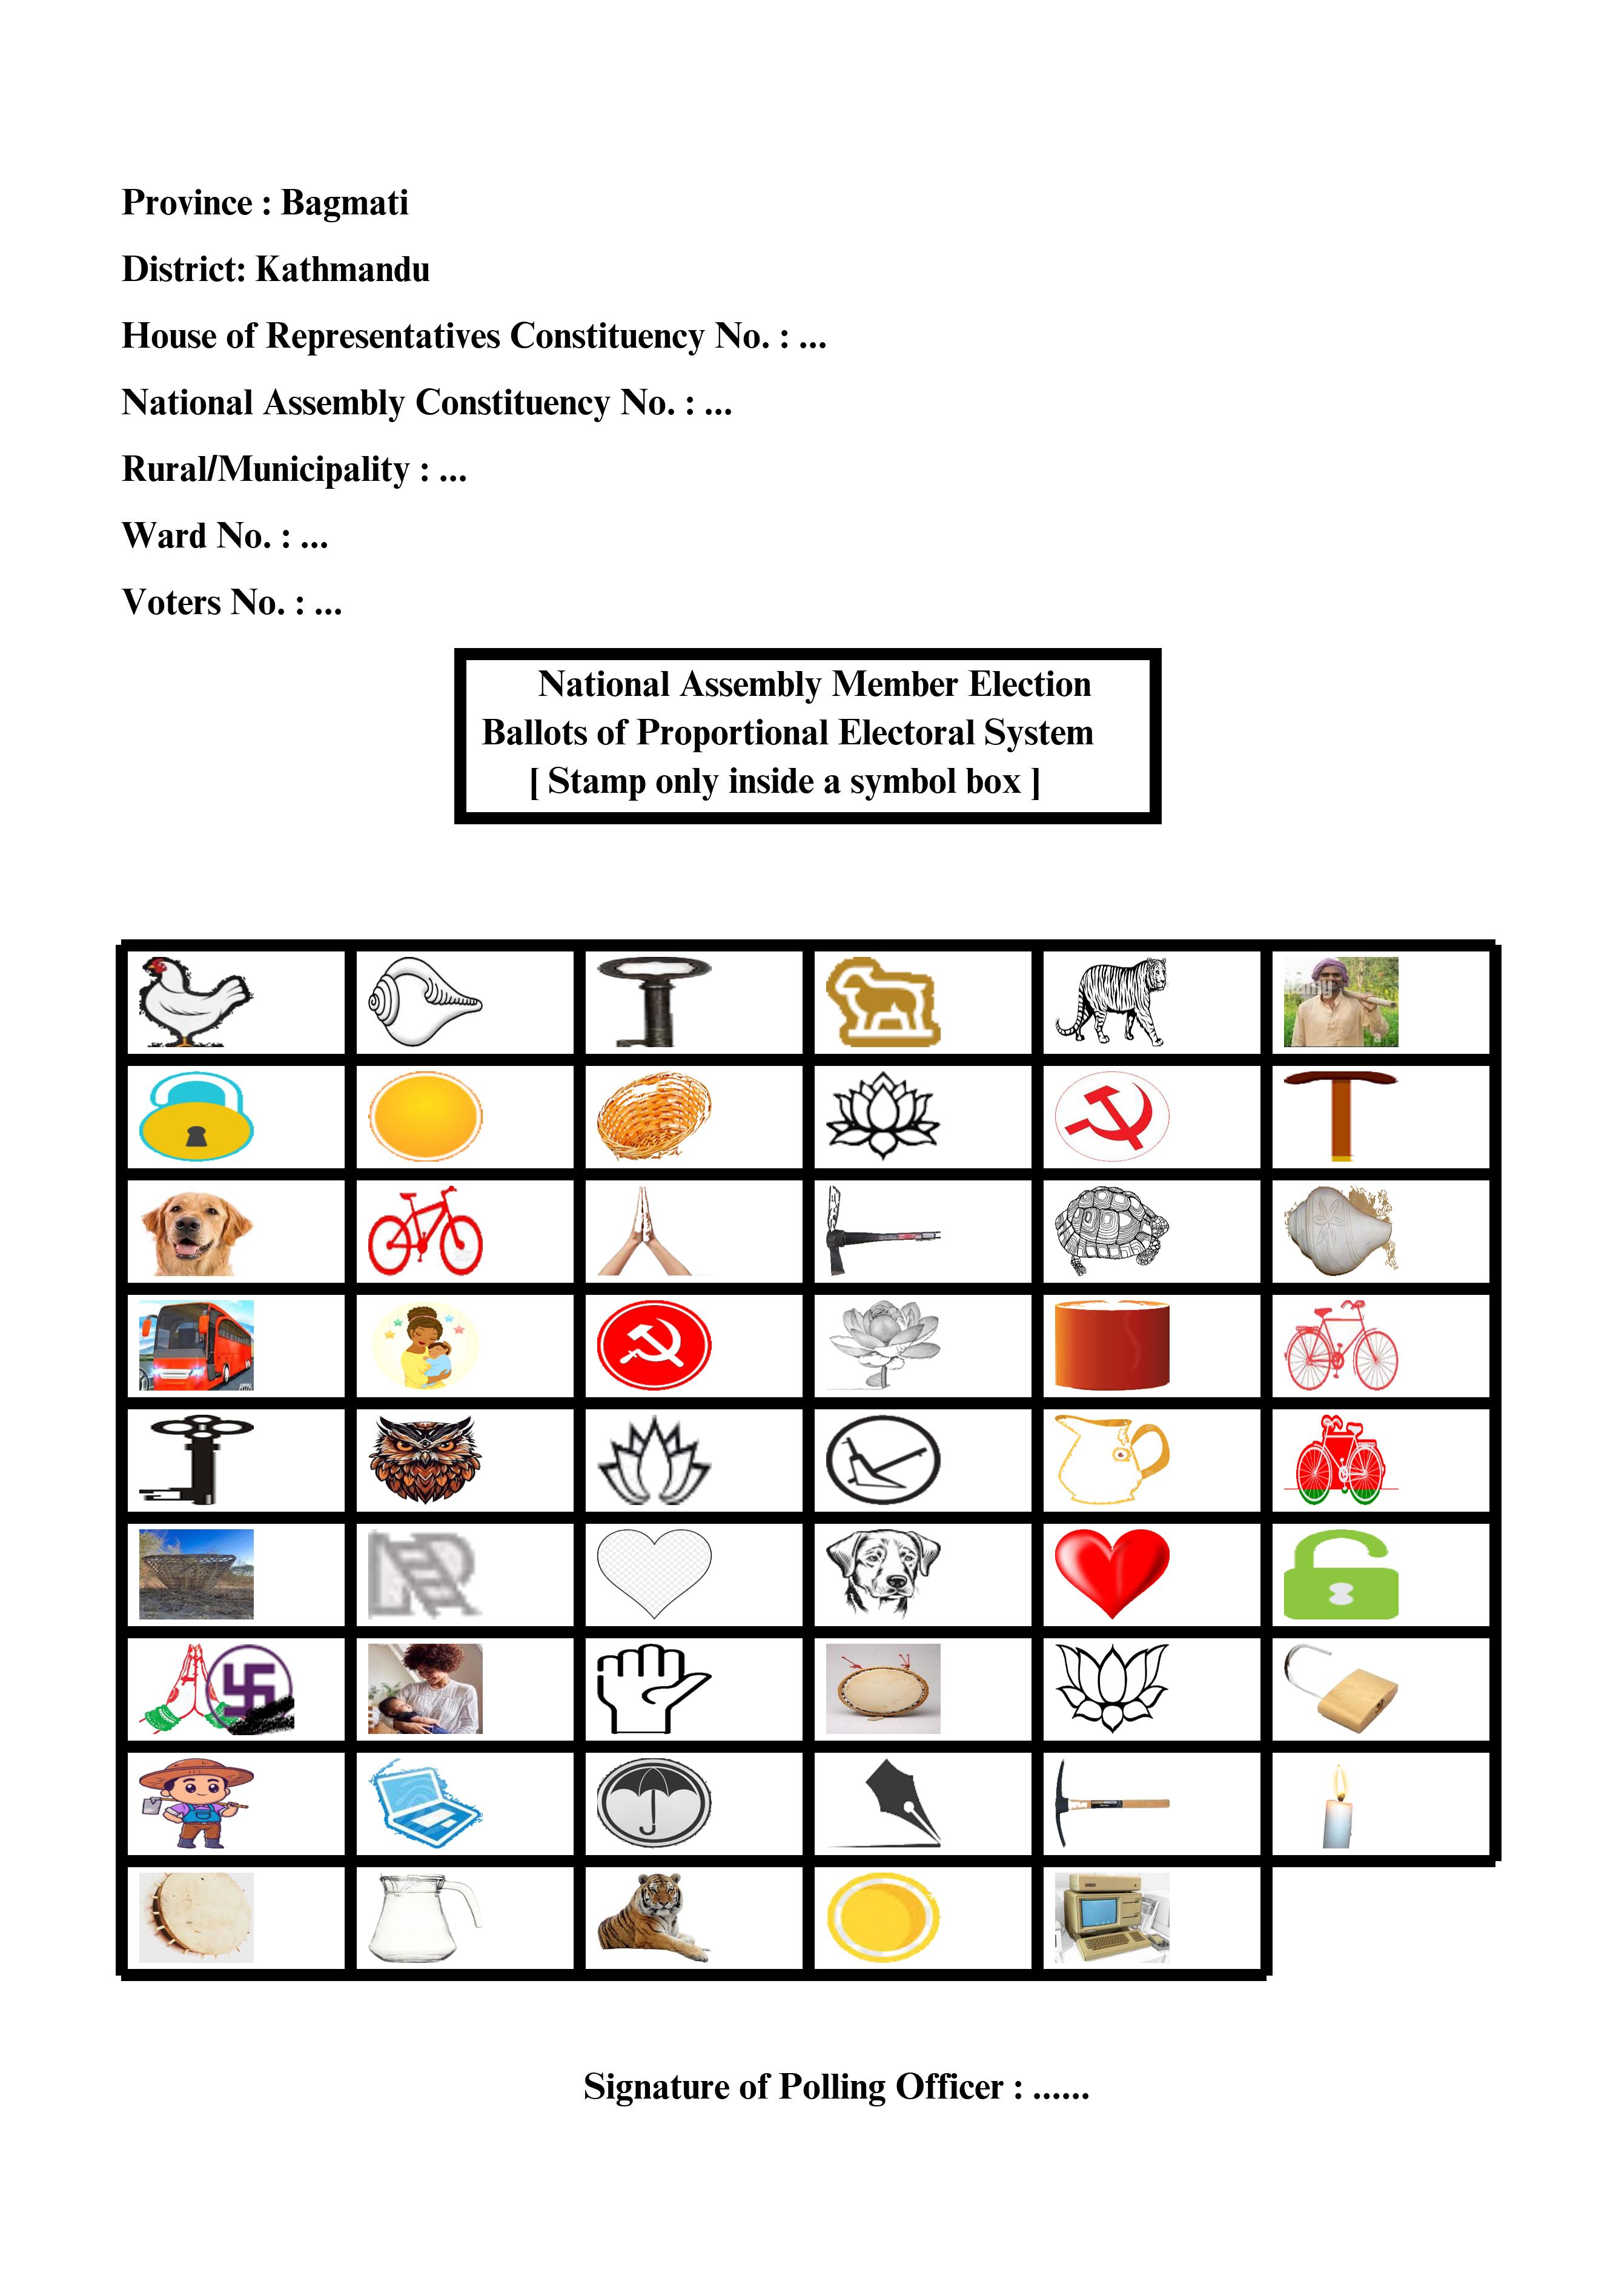 Province : Bagmati
District: Kathmandu
House of Representatives Constituency No. : ...
National Assembly Constituency No. : ...
Rural/Municipality : ...
Ward No. : ...
Voters No. : ...
National Assembly Member Election
Ballots of Proportional Electoral System
[ Stamp only inside a symbol box ]
Signature of Polling Officer : ......